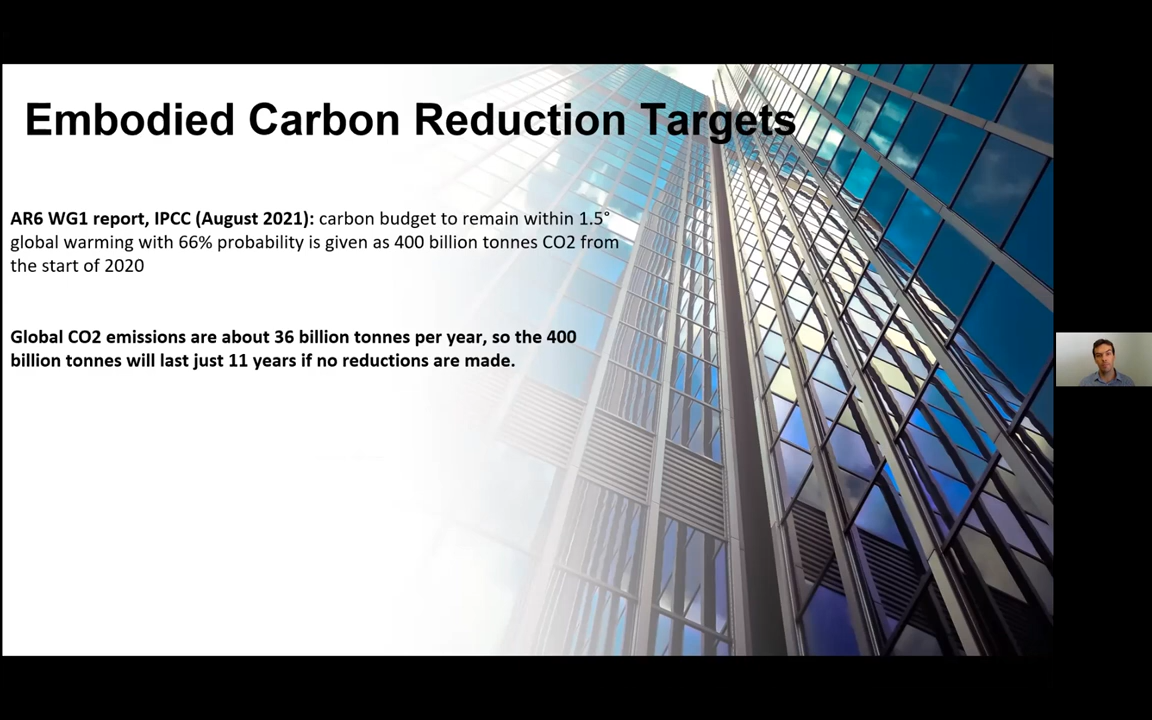 Embodied Carbon Reduction Targets
AR6 WG1 report, IPCC (August 2021): carbon budget to remain within 1.5°
global warming with 66% probability is given as 400 billion tonnes CO2 from
the start of 2020
Global CO2 emissions are about 36 billion tonnes per year, so the 400
billion tonnes will last just 11 years if no reductions are made.